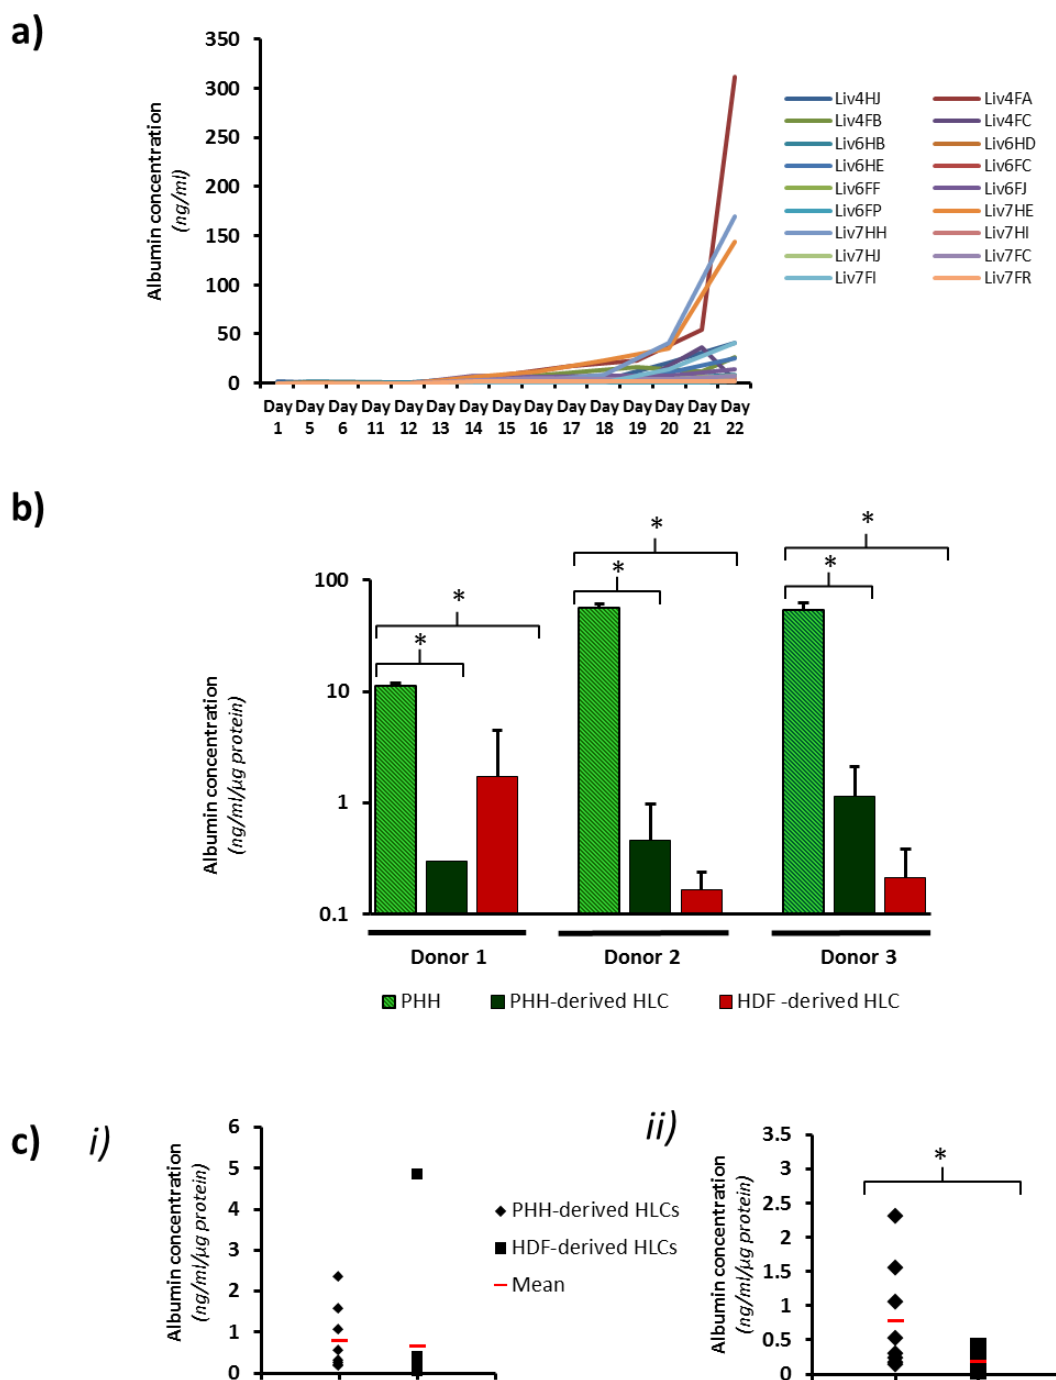 a)
350
300
250
200
150
100
50
0
Albumin concentration
(ng/ml)
Day Day Day Day Day Day Day Day Day Day Day Day Day Day Day
1 5 6 11 12 13 14 15 16 17 18 19 20 21 22
Liv4HJ Liv4FA
Liv4FB Liv4FC
Liv6HB Liv6HD
Liv6HE Liv6FC
Liv6FF Liv6FJ
Liv6FP Liv7HE
Liv7HH Liv7HI
Liv7HJ Liv7FC
Liv7FI Liv7FR
b)
* * * * * *
100
10
1
0.1
Albumin concentration
(ng/ml/µg protein)
Donor 1 Donor 2 Donor 3
PHH PHH-derived HLC HDF -derived HLC
c) i)
6
5
4
3
2
1
0
Albumin concentration
(ng/ml/µg protein)
PHH-derived HLCs
HDF-derived HLCs
Mean
ii)
3.5
3
2.5
2
1.5
1
0.5
0
Albumin concentration
(ng/ml/µg protein)
*